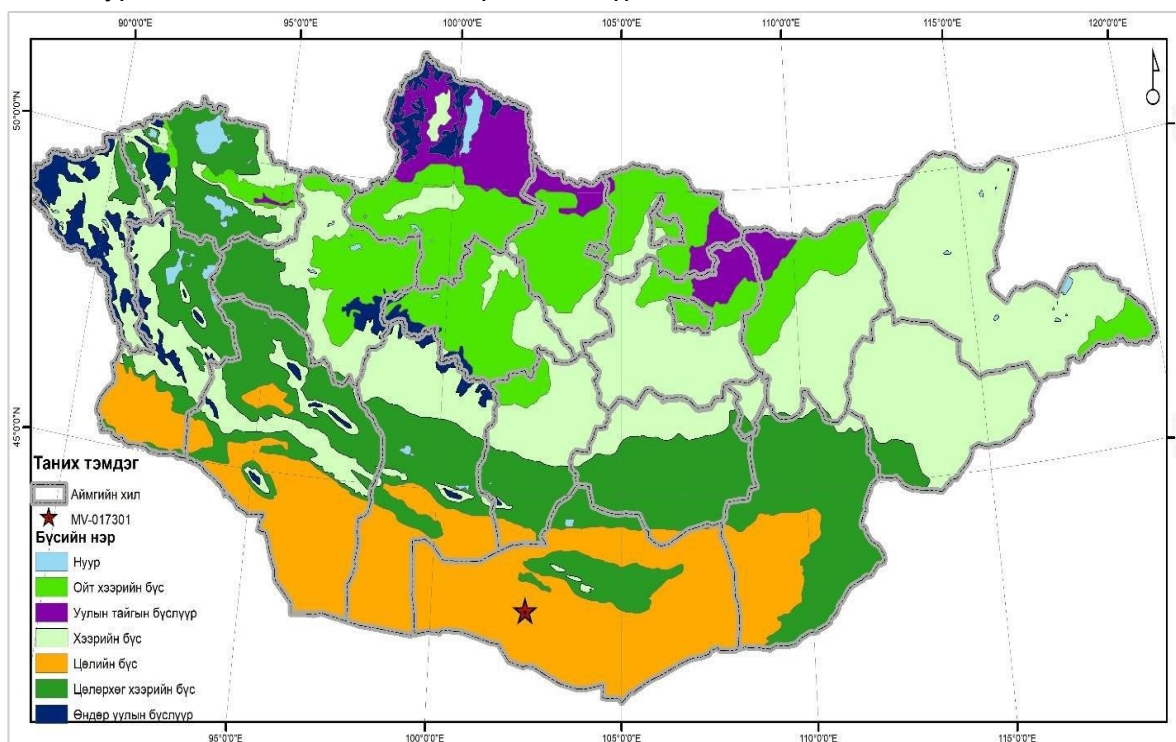 90°0'0"E 95°0'0"E 100°0'0"E 105°0'0"E 110°0'0"E 115°0'0"E 120°0'0"E
50°0'0"N
45°0'0"N
Таних тэмдэг
Аймгийн хил
MV-017301
Бүсийн нэр
Нуур
Ойт хээрийн бүс
Уулын тайгын бүслүүр
Хээрийн бүс
Цөлийн бүс
Цөлөрхөг хээрийн бүс
Өндөр уулын бүслүүр
95°0'0"E 100°0'0"E 105°0'0"E 110°0'0"E 115°0'0"E